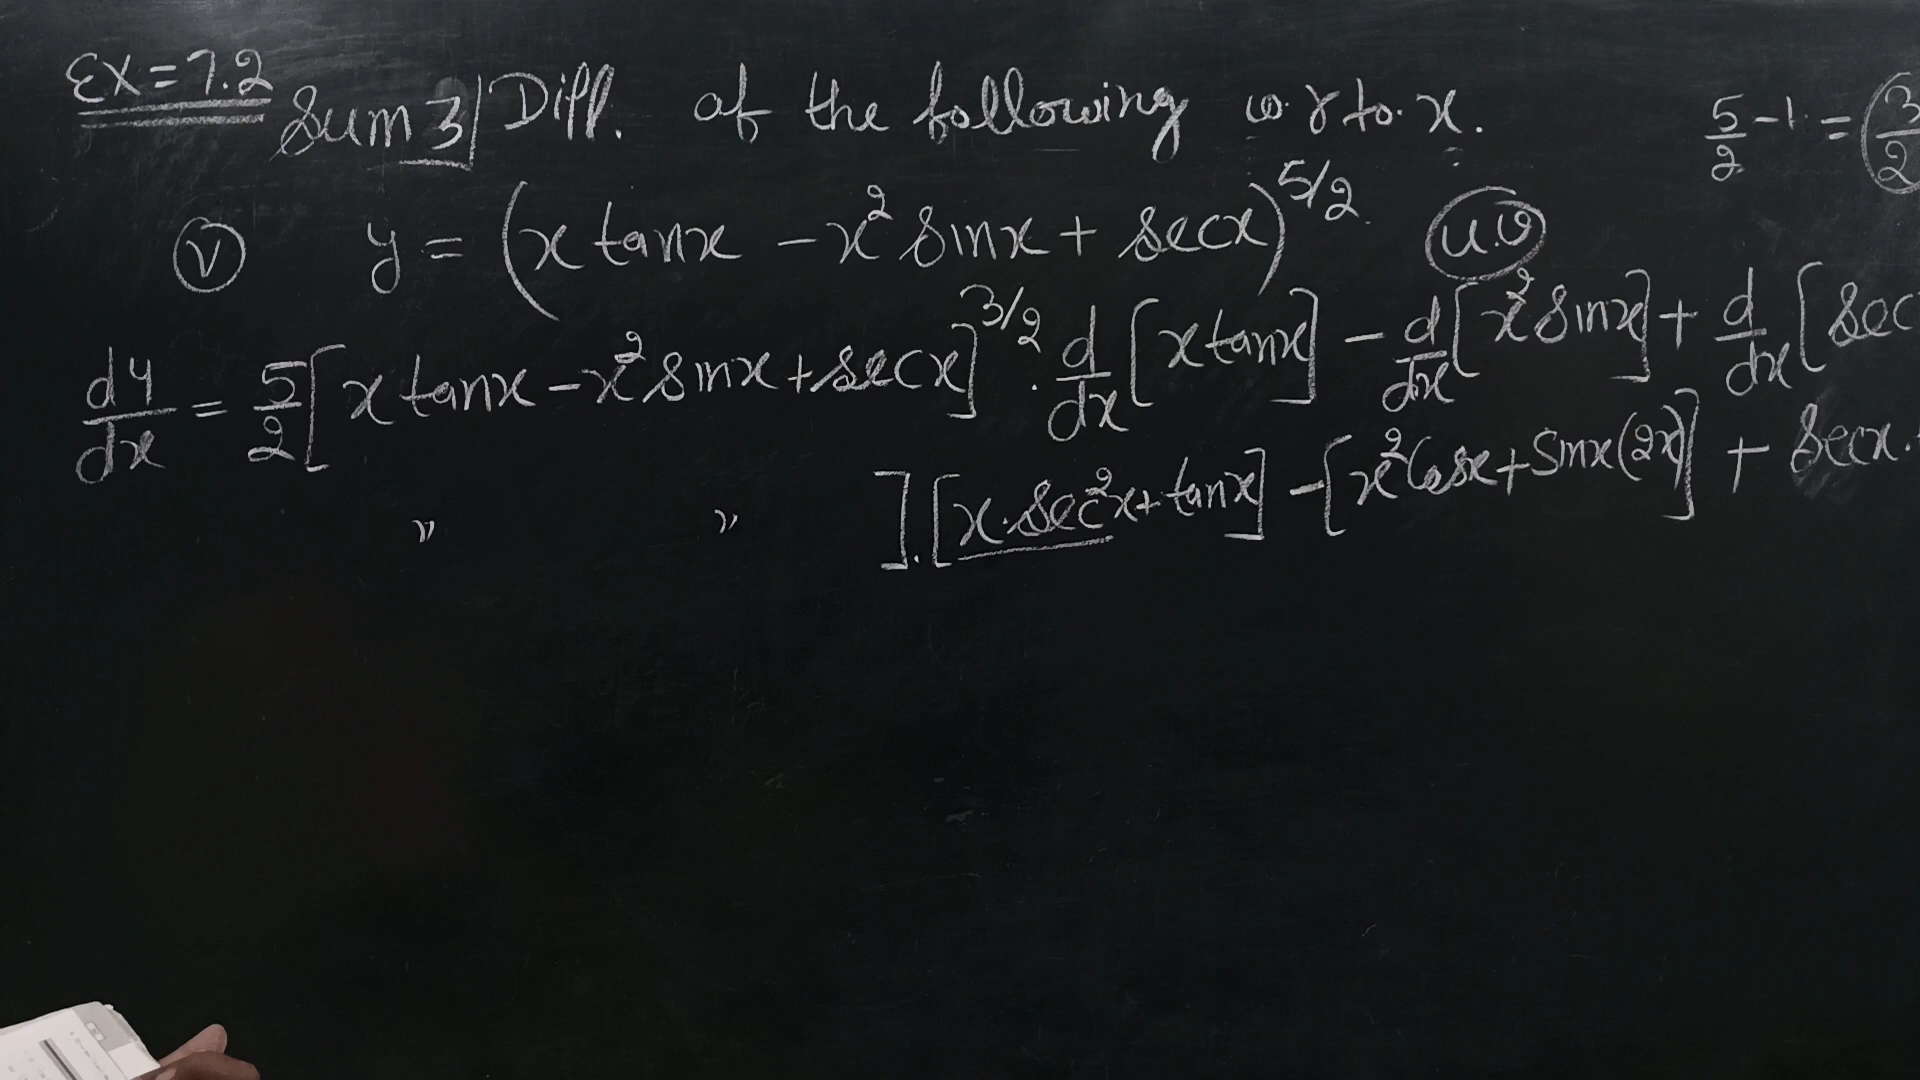 Ex = 7.2
Sum 3| Diff. of the following w.r to. x.
5/2 - 1 = 3/2
(v) y = (x tanx - x² sinx + secx)^5/2 u.v
dy/dx = 5/2 [x tanx - x² sinx + secx]^3/2 . d/dx [x tanx] - d/dx [x² sinx] + d/dx [sec
" " ] . [x.sec²x + tanx] - [x² Cosx + Sinx(2x)] + Secx.